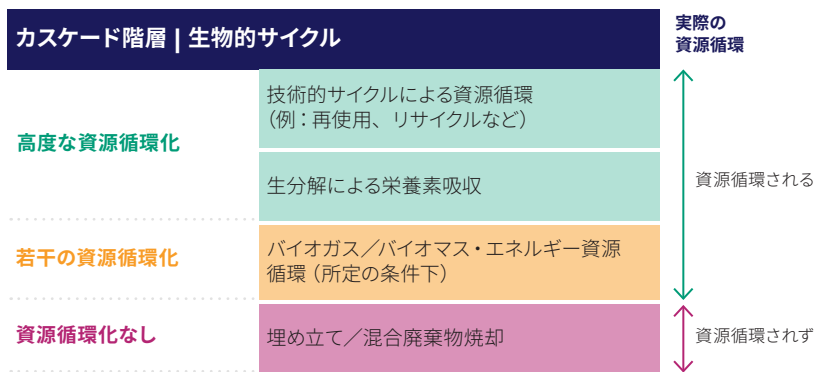 カスケード階層 | 生物的サイクル
実際の
資源循環
高度な資源循環化
技術的サイクルによる資源循環
（例：再使用、リサイクルなど）
生分解による栄養素吸収
資源循環される
若干の資源循環化
バイオガス／バイオマス・エネルギー資源
循環（所定の条件下）
資源循環化なし
埋め立て／混合廃棄物焼却
資源循環されず